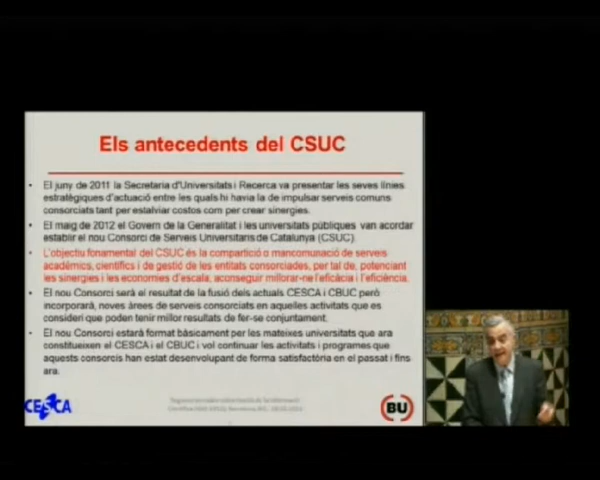 Els antecedents del CSUC
• El juny de 2011 la Secretaria d'Universitats i Recerca va presentar les seves línies
estratègiques d'actuació entre les quals hi havia la de impulsar serveis comuns
consorciats tant per estalviar costos com per crear sinergies.
• El maig de 2012 el Govern de la Generalitat i les universitats públiques van acordar
establir el nou Consorci de Serveis Universitaris de Catalunya (CSUC).
• L'objectiu fonamental del CSUC és la compartició o mancomunació de serveis
acadèmics, científics i de gestió de les entitats consorciades, per tal de, potenciant
les sinergies i les economies d'escala, aconseguir millorar-ne l'eficàcia i l'eficiència.
• El nou Consorci serà el resultat de la fusió dels actuals CESCA i CBUC però
incorporarà, noves àrees de serveis consorciats en aquelles activitats que es
consideri que poden tenir millor resultats de fer-se conjuntament.
• El nou Consorci estarà format bàsicament per les mateixes universitats que ara
constitueixen el CESCA i el CBUC i vol continuar les activitats i programes que
aquests consorcis han estat desenvolupant de forma satisfactòria en el passat i fins
ara.
CESCA
BU